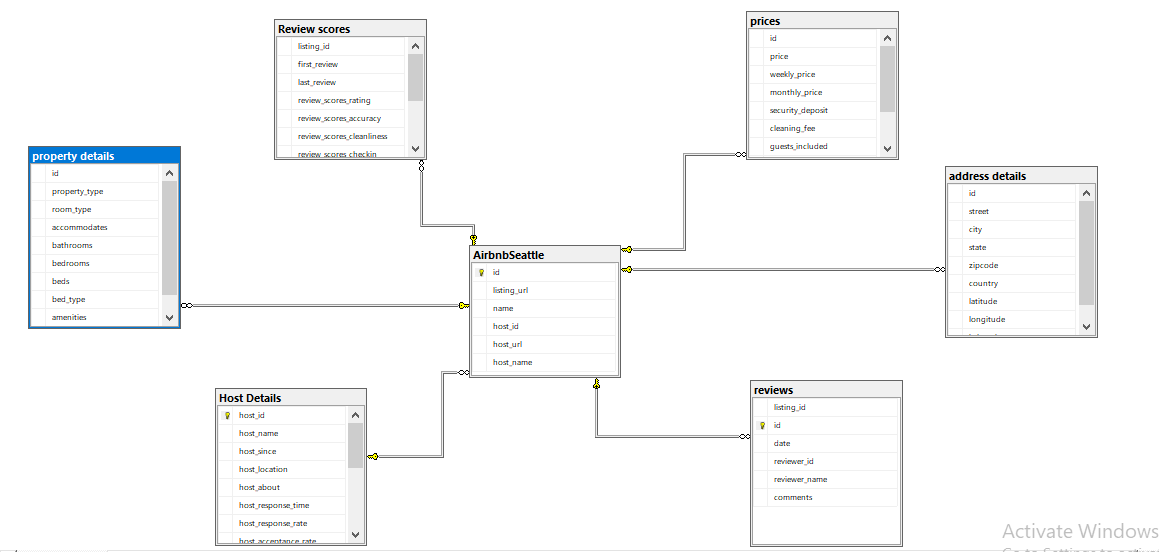 Review scores
listing_id
first_review
last_review
review_scores_rating
review_scores_accuracy
review_scores_cleanliness
review_scores_checkin
prices
id
price
weekly_price
monthly_price
security_deposit
cleaning_fee
guests_included
property details
id
property_type
room_type
accommodates
bathrooms
bedrooms
beds
bed_type
amenities
address details
id
street
city
state
zipcode
country
latitude
longitude
AirbnbSeattle
id
listing_url
name
host_id
host_url
host_name
Host Details
host_id
host_name
host_since
host_location
host_about
host_response_time
host_response_rate
host_acceptance_rate
reviews
listing_id
id
date
reviewer_id
reviewer_name
comments
Activate Windows